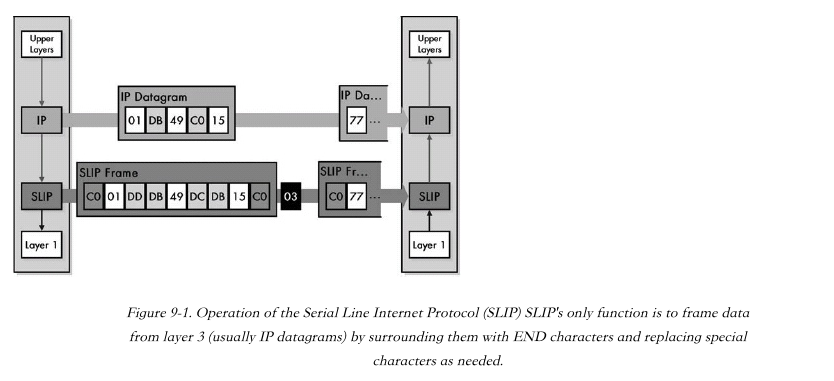 Upper
Layers
Upper
Layers
IP Datagram
IP Da...
IP
01 DB 49 C0 15
77 ...
IP
SLIP Frame
SLIP Fr...
SLIP
C0 01 DD DB 49 DC DB 15 C0
03
C0 77 ...
SLIP
Layer 1
Layer 1
Figure 9-1. Operation of the Serial Line Internet Protocol (SLIP) SLIP's only function is to frame data
from layer 3 (usually IP datagrams) by surrounding them with END characters and replacing special
characters as needed.